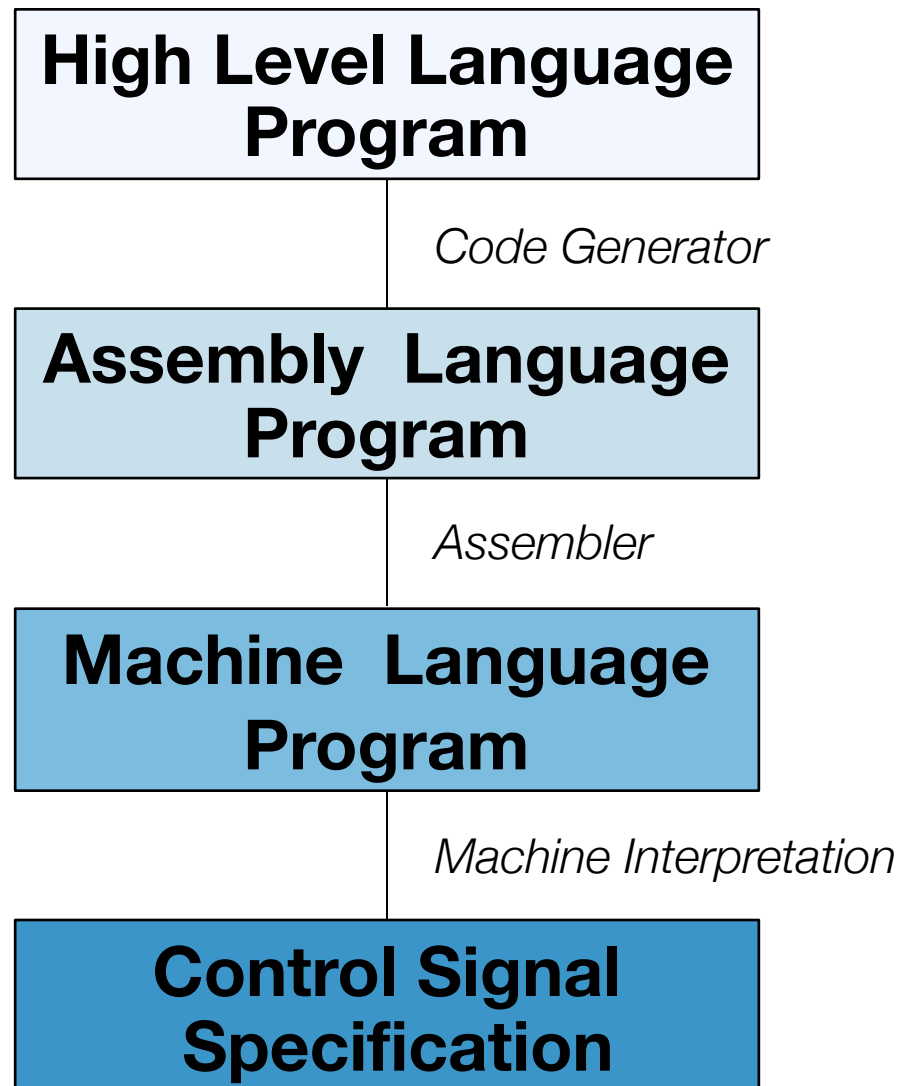 High Level Language
Program
Code Generator
Assembly Language
Program
Assembler
Machine Language
Program
Machine Interpretation
Control Signal
Specification